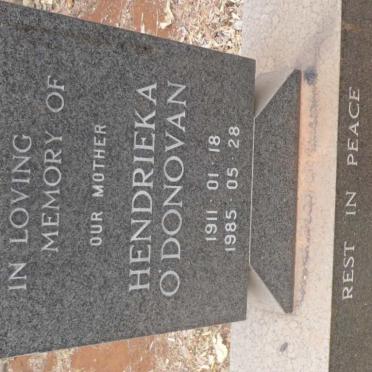 IN LOVING
MEMORY OF
OUR MOTHER
HENDRIEKA
O'DONOVAN
1911 · 01 · 18
1985 · 05 · 28
REST IN PEACE